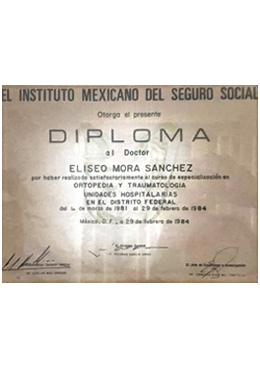 EL INSTITUTO MEXICANO DEL SEGURO SOCIAL
Otorga el presente
DIPLOMA
al Doctor
ELISEO MORA SANCHEZ
por haber realizado satisfactoriamente el curso de especialización en
ORTOPEDIA Y TRAUMATOLOGIA
UNIDADES HOSPITALARIAS
EN EL DISTRITO FEDERAL
del 1o. de marzo de 1981 al 29 de febrero de 1984
México, D. F., a 29 de febrero de 1984